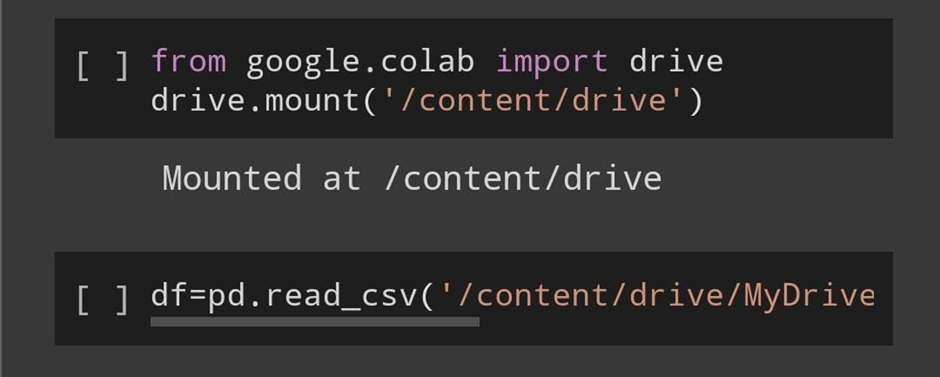 [ ] from google.colab import drive
drive.mount('/content/drive')
Mounted at /content/drive
[ ] df=pd.read_csv('/content/drive/MyDrive